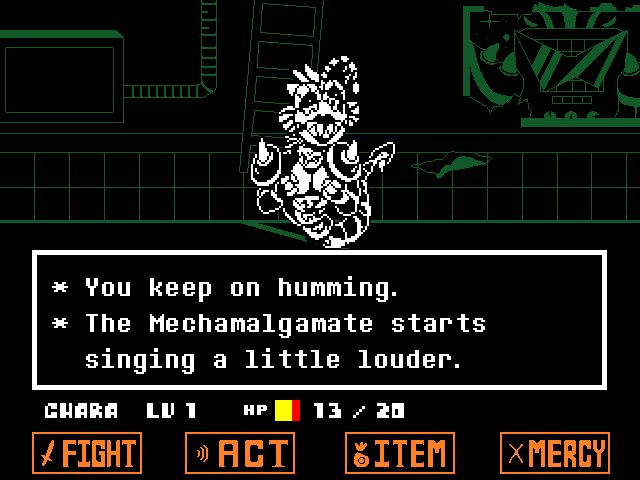 * You keep on humming.
* The Mechamalgamate starts
singing a little louder.
CHARA LV 1 HP 13 / 20
FIGHT ACT ITEM MERCY